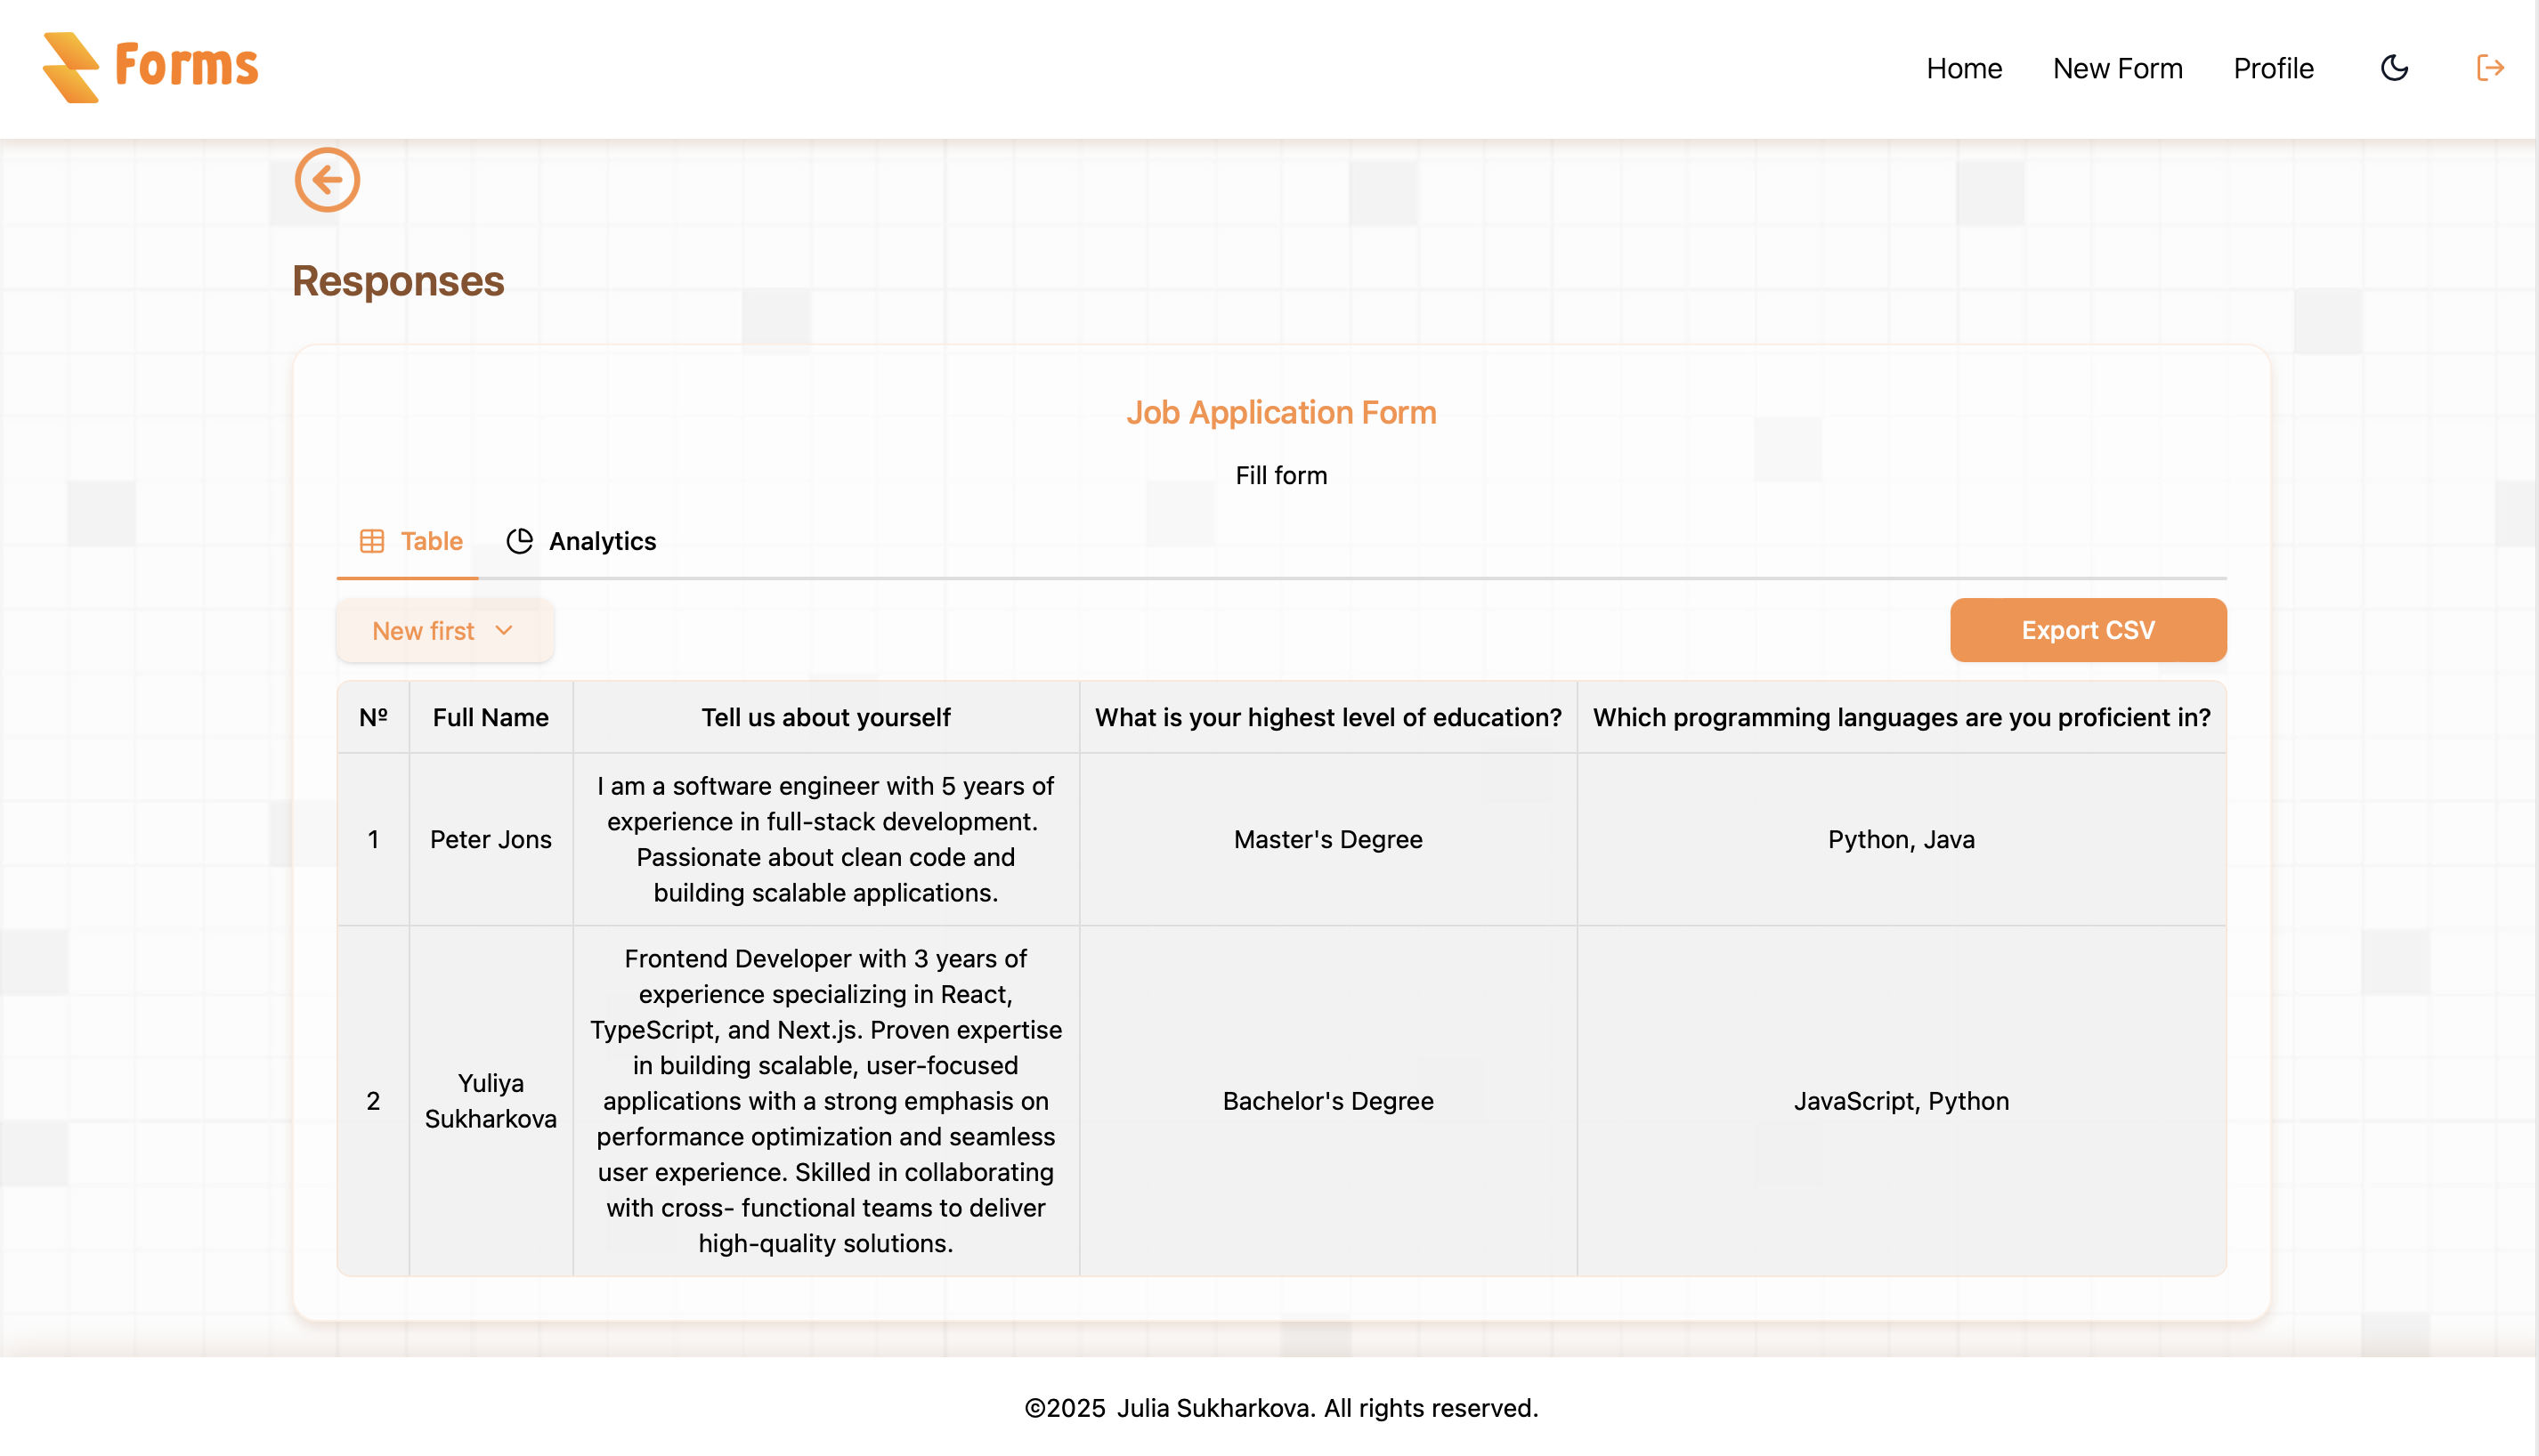 Forms
Home New Form Profile
Responses
Job Application Form
Fill form
Table Analytics
New first
Export CSV
Nº Full Name Tell us about yourself What is your highest level of education? Which programming languages are you proficient in?
I am a software engineer with 5 years of
experience in full-stack development.
1 Peter Jons Master's Degree Python, Java
Passionate about clean code and
building scalable applications.
Frontend Developer with 3 years of
experience specializing in React,
TypeScript, and Next.js. Proven expertise
in building scalable, user-focused
2 Yuliya Sukharkova applications with a strong emphasis on Bachelor's Degree JavaScript, Python
performance optimization and seamless
user experience. Skilled in collaborating
with cross- functional teams to deliver
high-quality solutions.
©2025 Julia Sukharkova. All rights reserved.